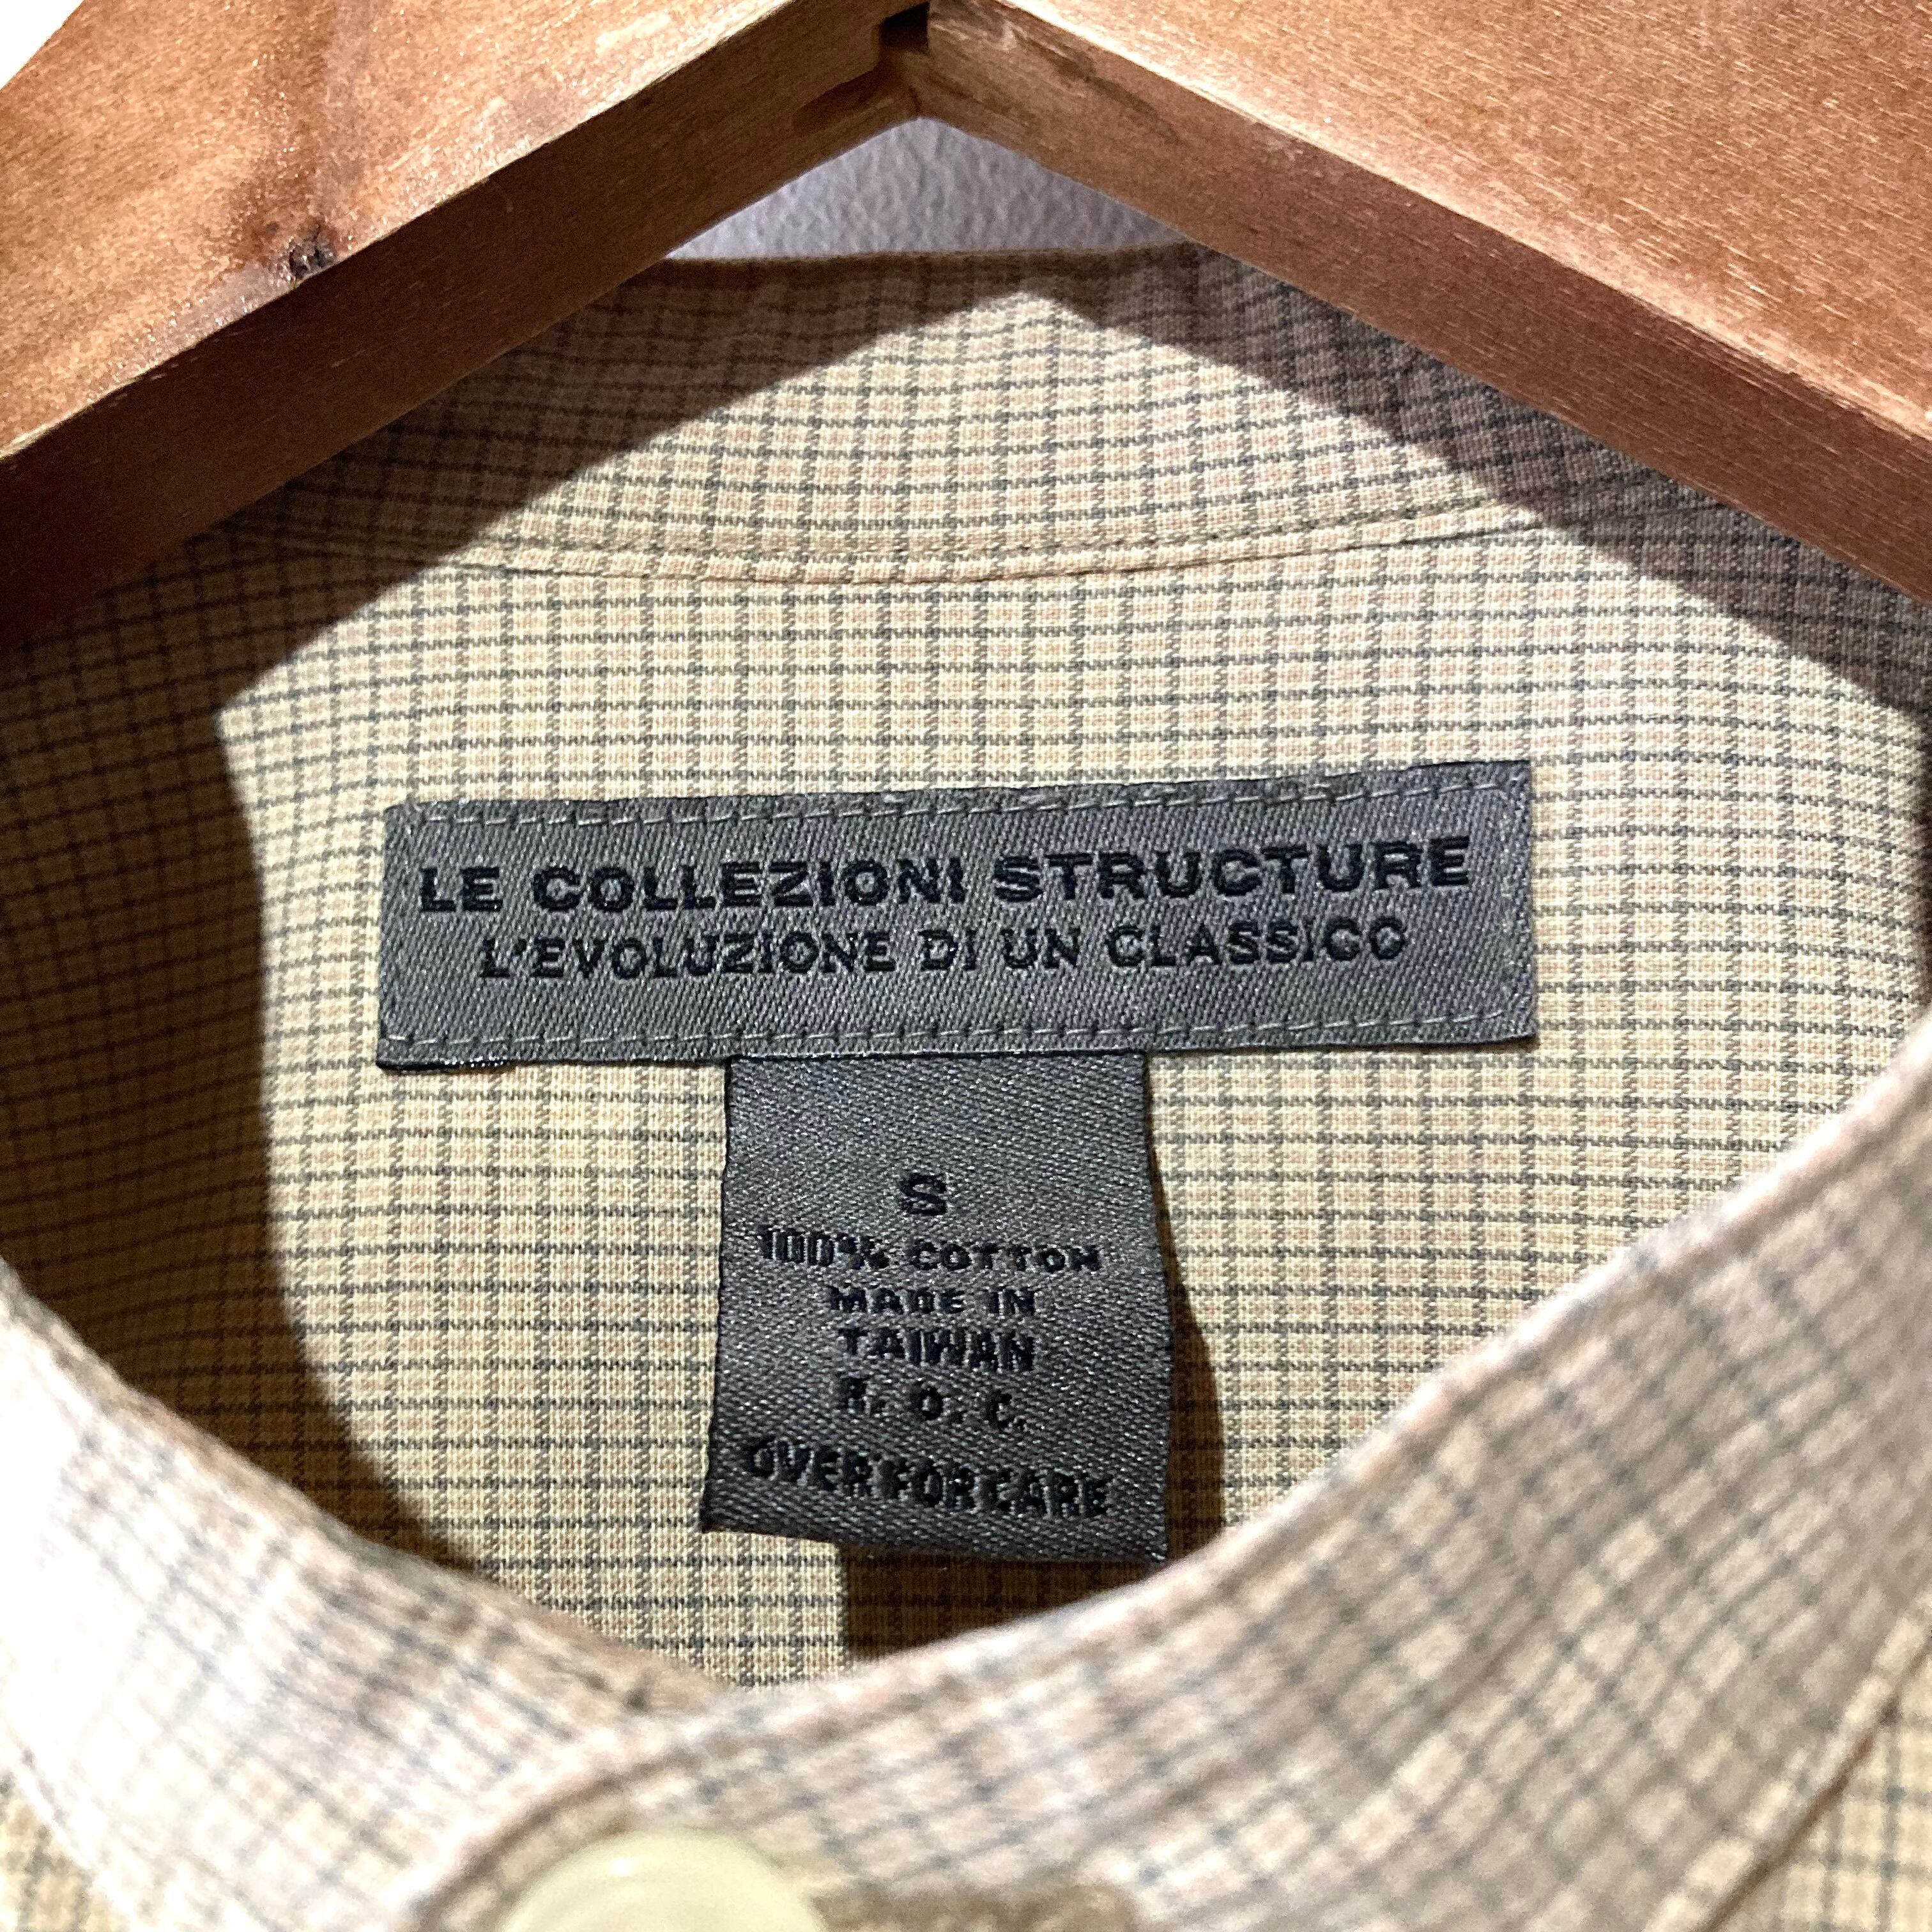 LE COLLEZIONI STRUCTURE
L'EVOLUZIONE DI UN CLASSICO
S
100% COTTON
MADE IN
TAIWAN
R. O. C.
OVER FOR CARE